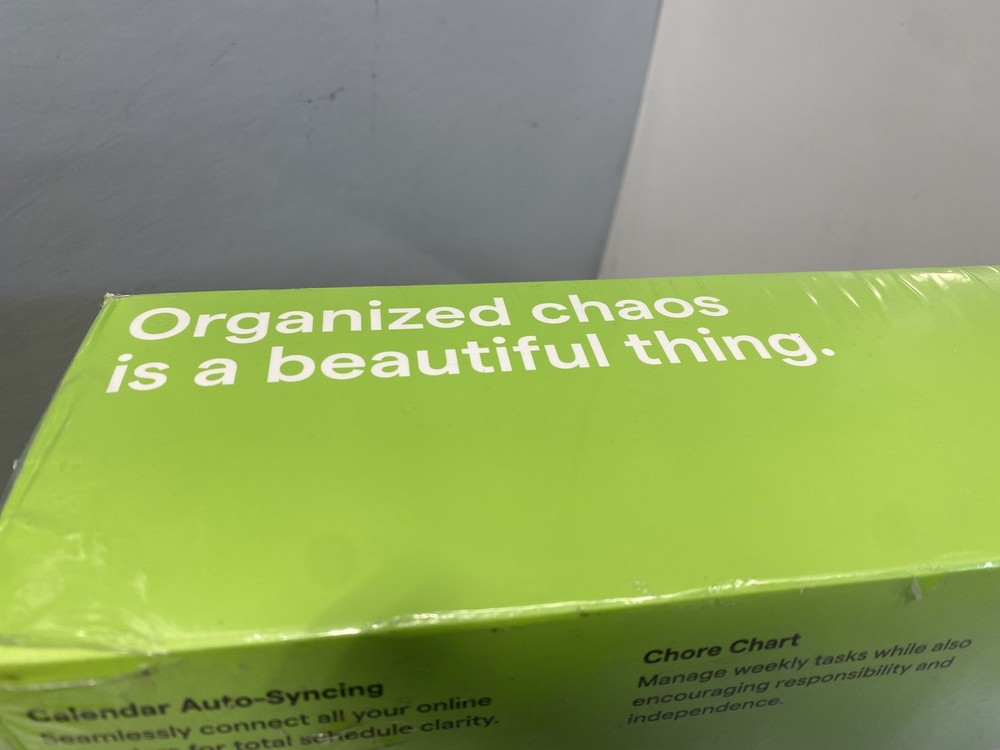 Organized chaos
is a beautiful thing.
Calendar Auto-Syncing
Seamlessly connect all your online
for total schedule clarity.
Chore Chart
Manage weekly tasks while also
encouraging responsibility and
independence.